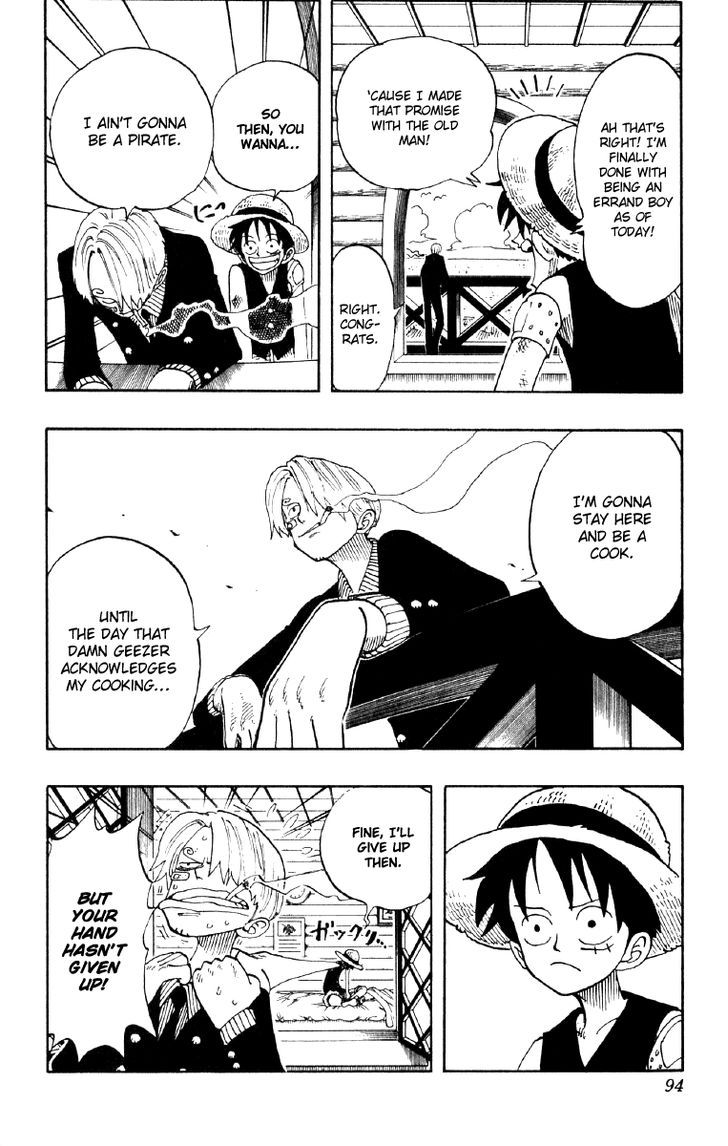 AH THAT'S
RIGHT! I'M
FINALLY
DONE WITH
BEING AN
ERRAND BOY
AS OF
TODAY!
'CAUSE I MADE
THAT PROMISE
WITH THE OLD
MAN!
RIGHT.
CONG-
RATS.
SO
THEN, YOU
WANNA...
I AIN'T GONNA
BE A PIRATE.
にっ
I'M GONNA
STAY HERE
AND BE A
COOK.
UNTIL
THE DAY THAT
DAMN GEEZER
ACKNOWLEDGES
MY COOKING...
FINE, I'LL
GIVE UP
THEN.
ガックリ...
BUT
YOUR
HAND
HASN'T
GIVEN
UP!
94